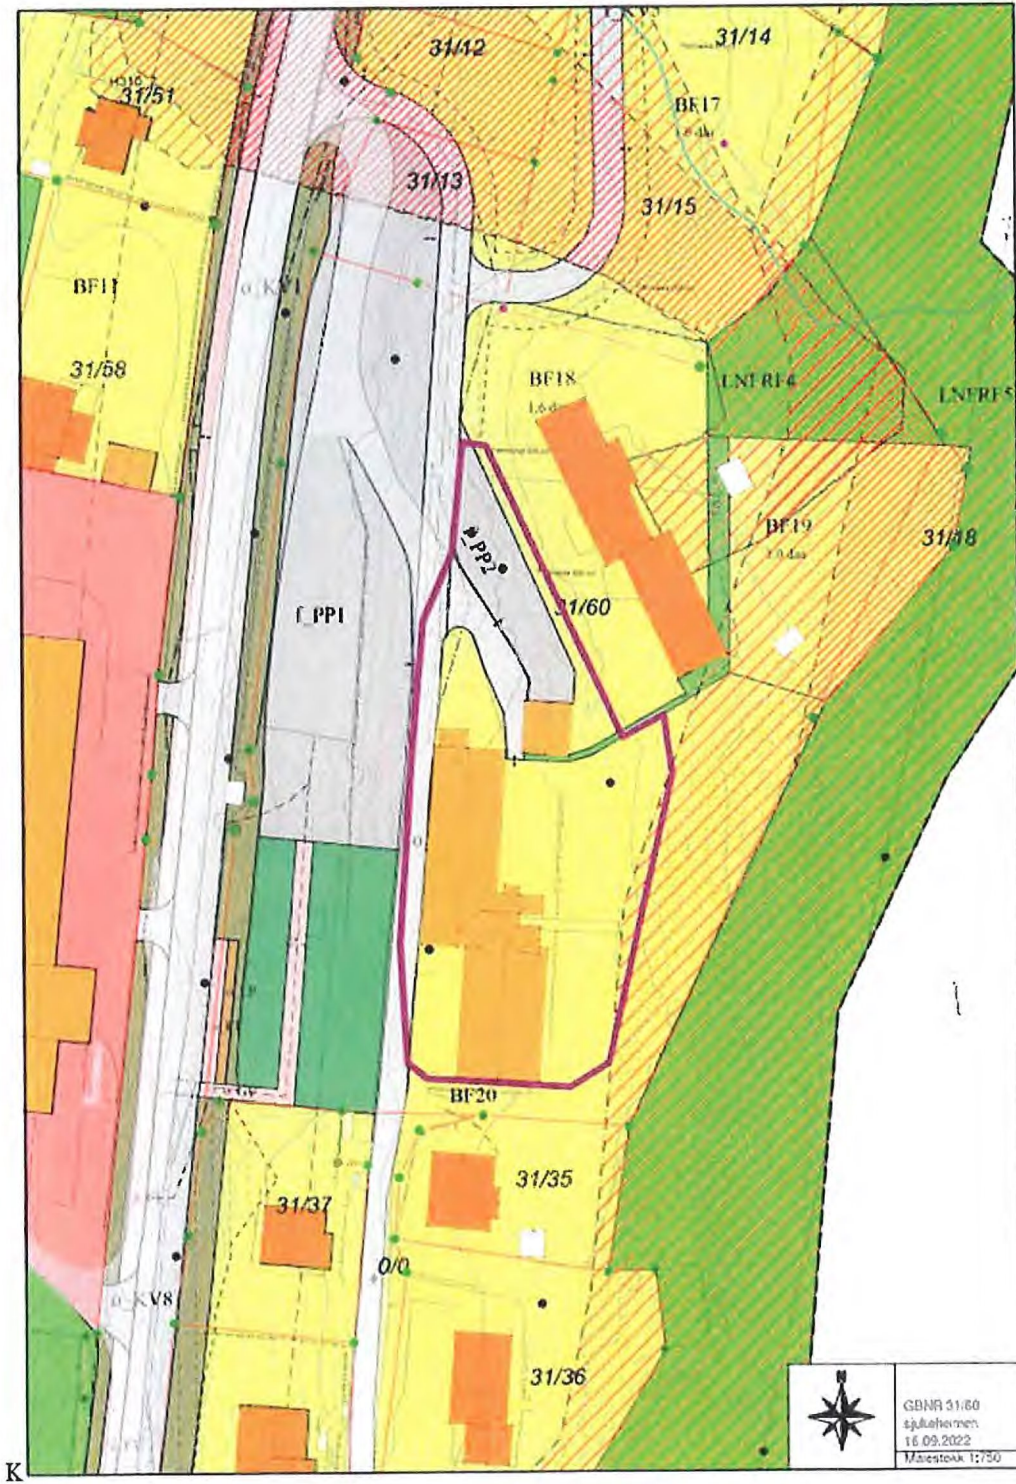 31/12
31/14
31/51
BF17
31/13
31/15
BF11
o_KV1
31/58
BF18
LNFRF4
LNFRF5
BF19
31/18
f_PP2
31/60
f_PP1
BF20
31/35
31/37
0/0
o_KV8
31/36
N
GBNR 31/60
sjukeheimen
16.09.2022
Målestokk 1:750
K